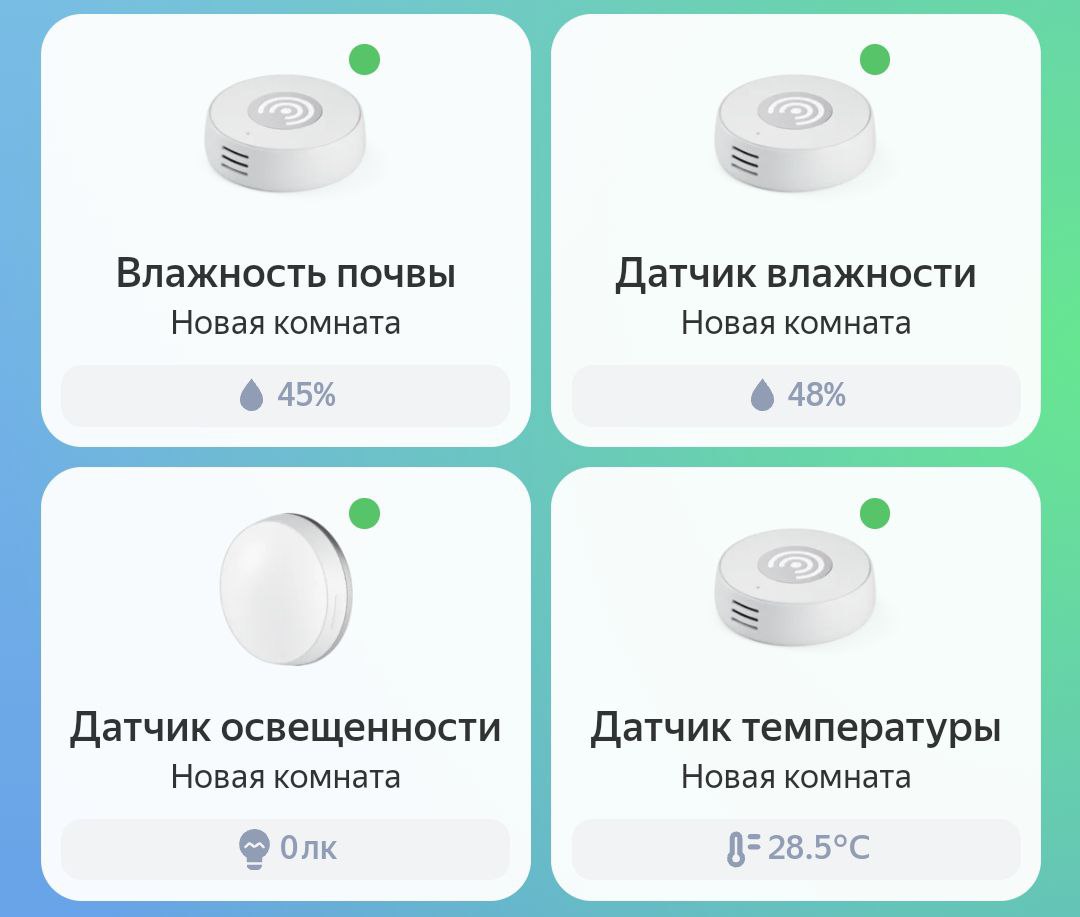 Влажность почвы
Новая комната
45%
Датчик влажности
Новая комната
48%
Датчик освещенности
Новая комната
0 лк
Датчик температуры
Новая комната
28.5°C